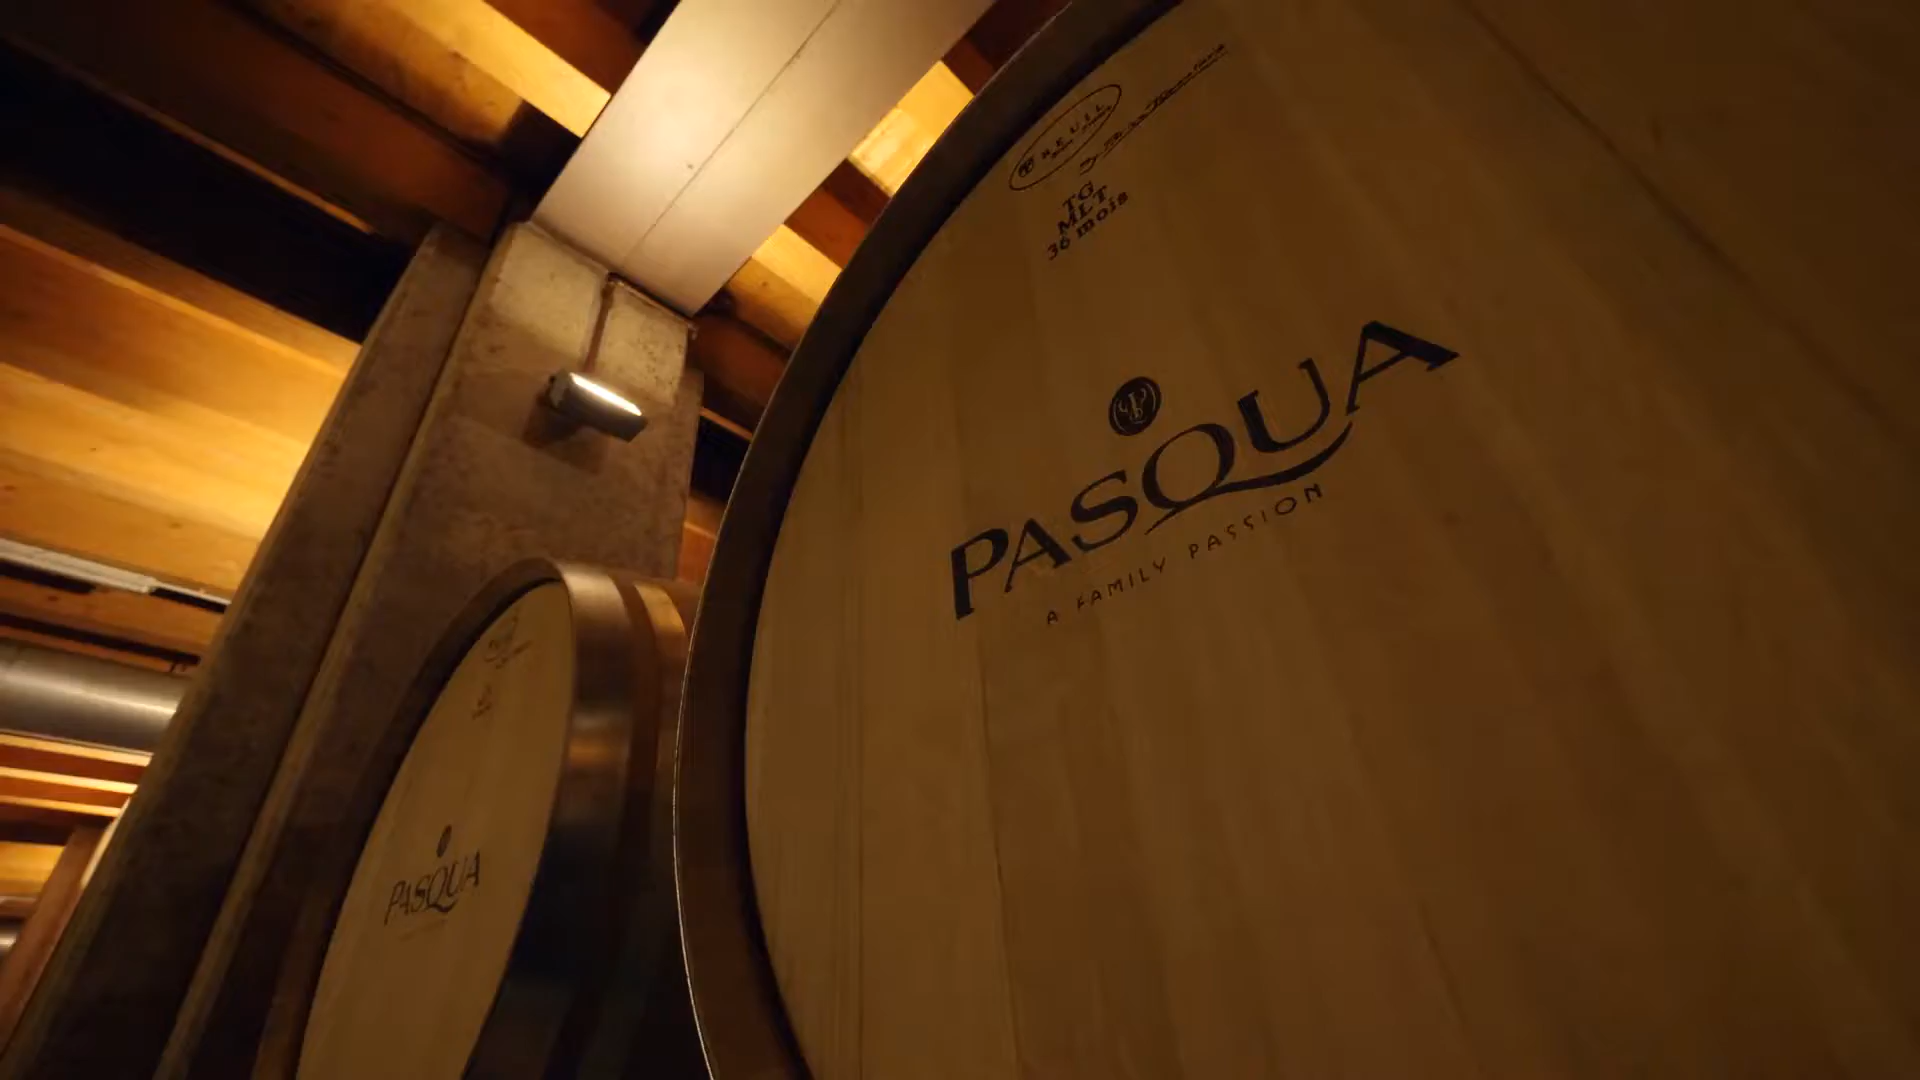 TG
MLT
36 mois
PASQUA
A FAMILY PASSION
PASQUA